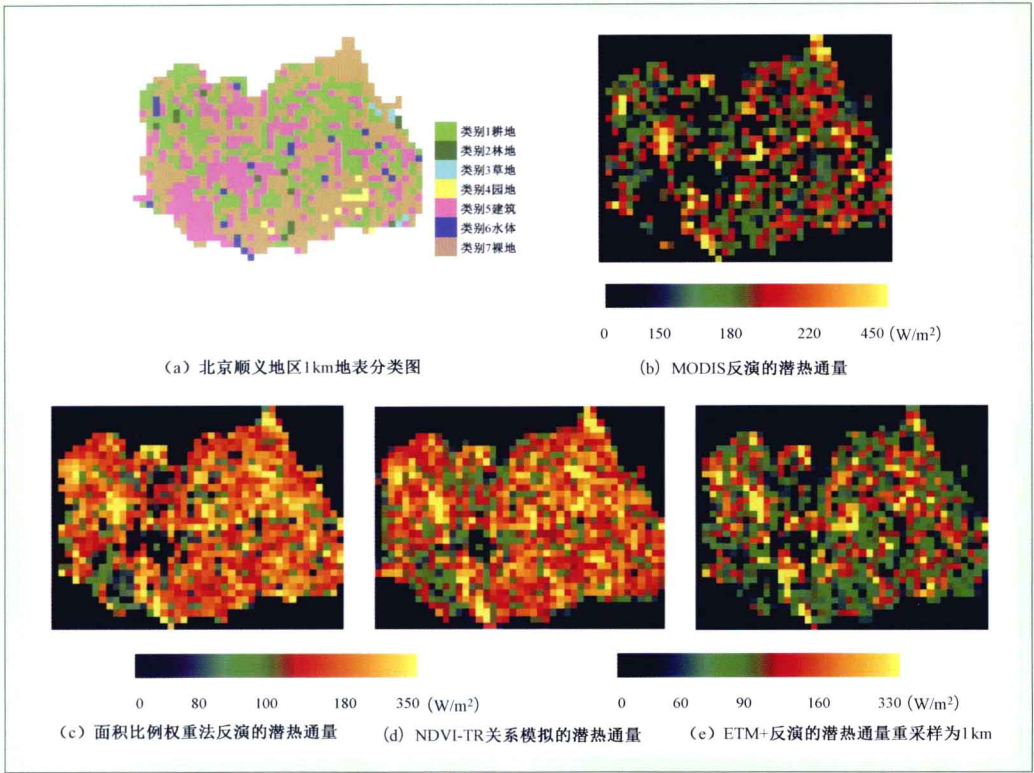 类别1耕地
类别2林地
类别3草地
类别4园地
类别5建筑
类别6水体
类别7裸地
0 150 180 220 450 (W/m²)
(a) 北京顺义地区1km地表分类图
(b) MODIS反演的潜热通量
0 80 100 180 350 (W/m²)
0 60 90 160 330 (W/m²)
(c) 面积比例权重法反演的潜热通量
(d) NDVI-TR关系模拟的潜热通量
(e) ETM+反演的潜热通量重采样为1km